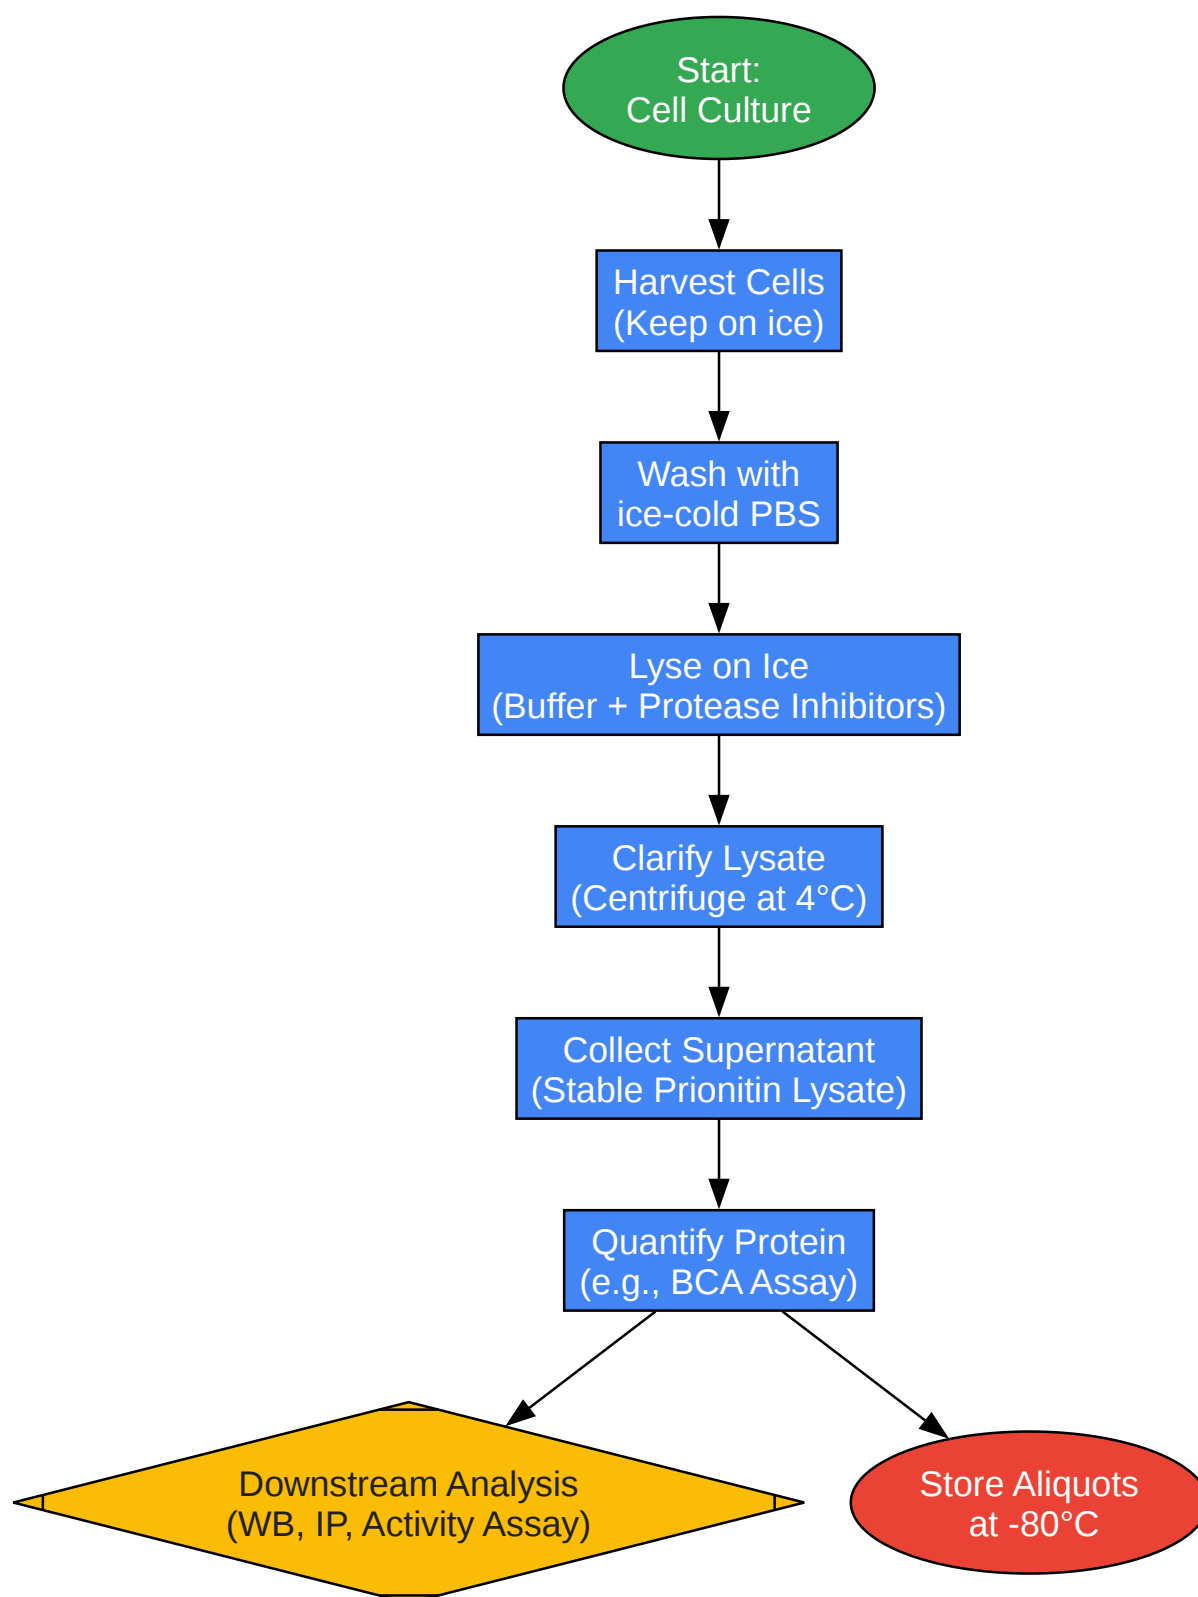 Start:
Cell Culture
Harvest Cells
(Keep on ice)
Wash with
ice-cold PBS
Lyse on Ice
(Buffer + Protease Inhibitors)
Clarify Lysate
(Centrifuge at 4°C)
Collect Supernatant
(Stable Prionitin Lysate)
Quantify Protein
(e.g., BCA Assay)
Downstream Analysis
(WB, IP, Activity Assay)
Store Aliquots
at -80°C